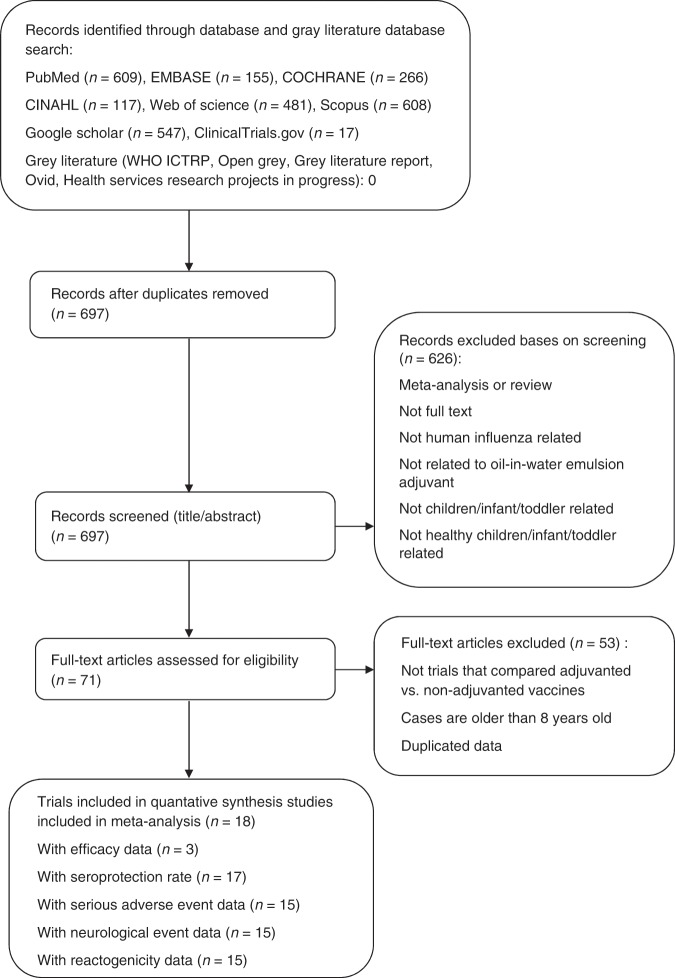 Records identified through database and gray literature database
search:
PubMed (n = 609), EMBASE (n = 155), COCHRANE (n = 266)
CINAHL (n = 117), Web of science (n = 481), Scopus (n = 608)
Google scholar (n = 547), ClinicalTrials.gov (n = 17)
Grey literature (WHO ICTRP, Open grey, Grey literature report,
Ovid, Health services research projects in progress): 0
Records after duplicates removed
(n = 697)
Records excluded bases on screening
(n = 626):
Meta-analysis or review
Not full text
Not human influenza related
Not related to oil-in-water emulsion
adjuvant
Not children/infant/toddler related
Not healthy children/infant/toddler
related
Records screened (title/abstract)
(n = 697)
Full-text articles assessed for eligibility
(n = 71)
Full-text articles excluded (n = 53) :
Not trials that compared adjuvanted
vs. non-adjuvanted vaccines
Cases are older than 8 years old
Duplicated data
Trials included in quantative synthesis studies
included in meta-analysis (n = 18)
With efficacy data (n = 3)
With seroprotection rate (n = 17)
With serious adverse event data (n = 15)
With neurological event data (n = 15)
With reactogenicity data (n = 15)